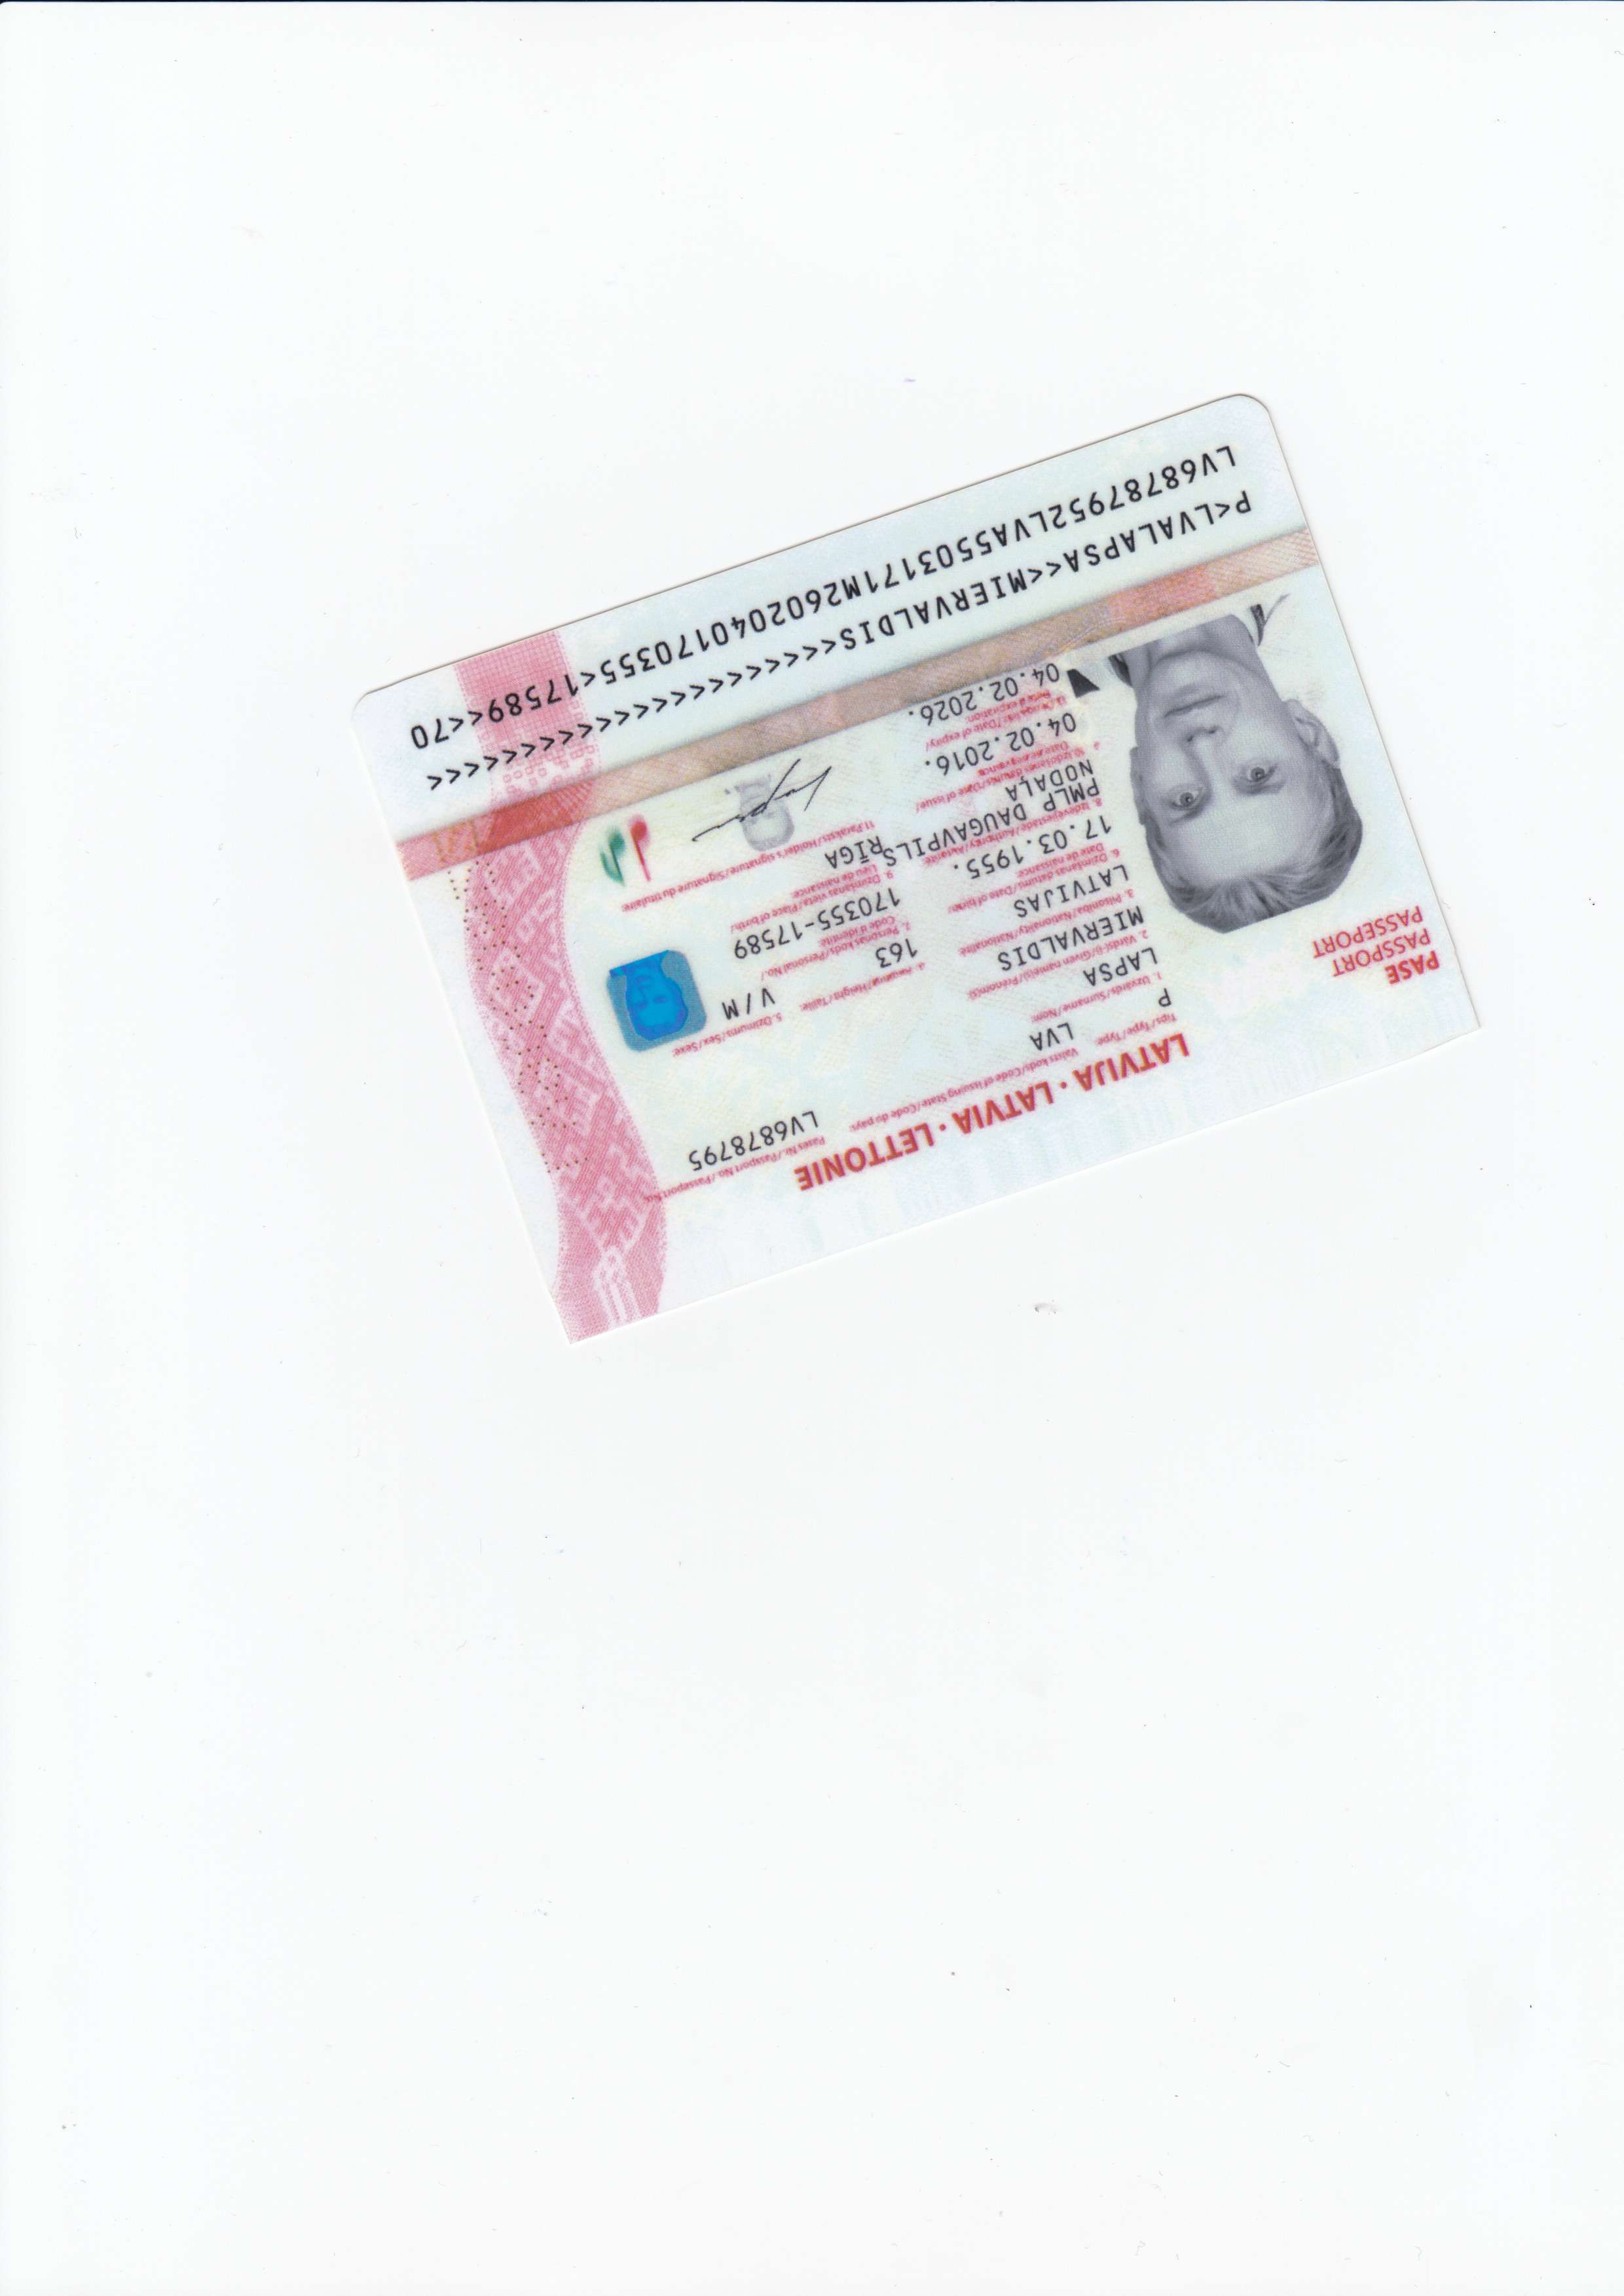 LATVIJA · LATVIA · LETTONIE
PASE
PASSPORT
PASSEPORT
Tips/Type/Type:
Valsts kods/Code of issuing State/Code du pays:
Pases Nr./Passport No./Passeport No.
P
LVA
LV6878795
1. Uzvārds/Surname/Nom:
LAPSA
2. Vārds(-i)/Given name(s)/Prénom(s):
MIERVALDIS
5. Dzimums/Sex/Sexe:
V/M
3. Pilsonība/Nationality/Nationalité
LATVIJAS
4. Augums/Height/Taille:
163
6. Dzimšanas datums/Date of birth/
Date de naissance:
17.03.1955.
7. Personas kods/Personal No./
Code d'identité:
170355-17589
8. Izdevējiestāde/Authority/Autorité:
PMLP DAUGAVPILS
NODAĻA
9. Dzimšanas vieta/Place of birth/
Lieu de naissance:
RĪGA
10. Izdošanas datums/Date of issue/
04.02.2016.
11. Paraksts/Holder's signature/Signature du titulaire
/Date of expiry/
Date d'expiration:
04.02.2026.
P<LVALAPSA<<MIERVALDIS<<<<<<<<<<<<<<<<<<<<<<
LV68787952LVA5503171M2602040170355<17589<<70